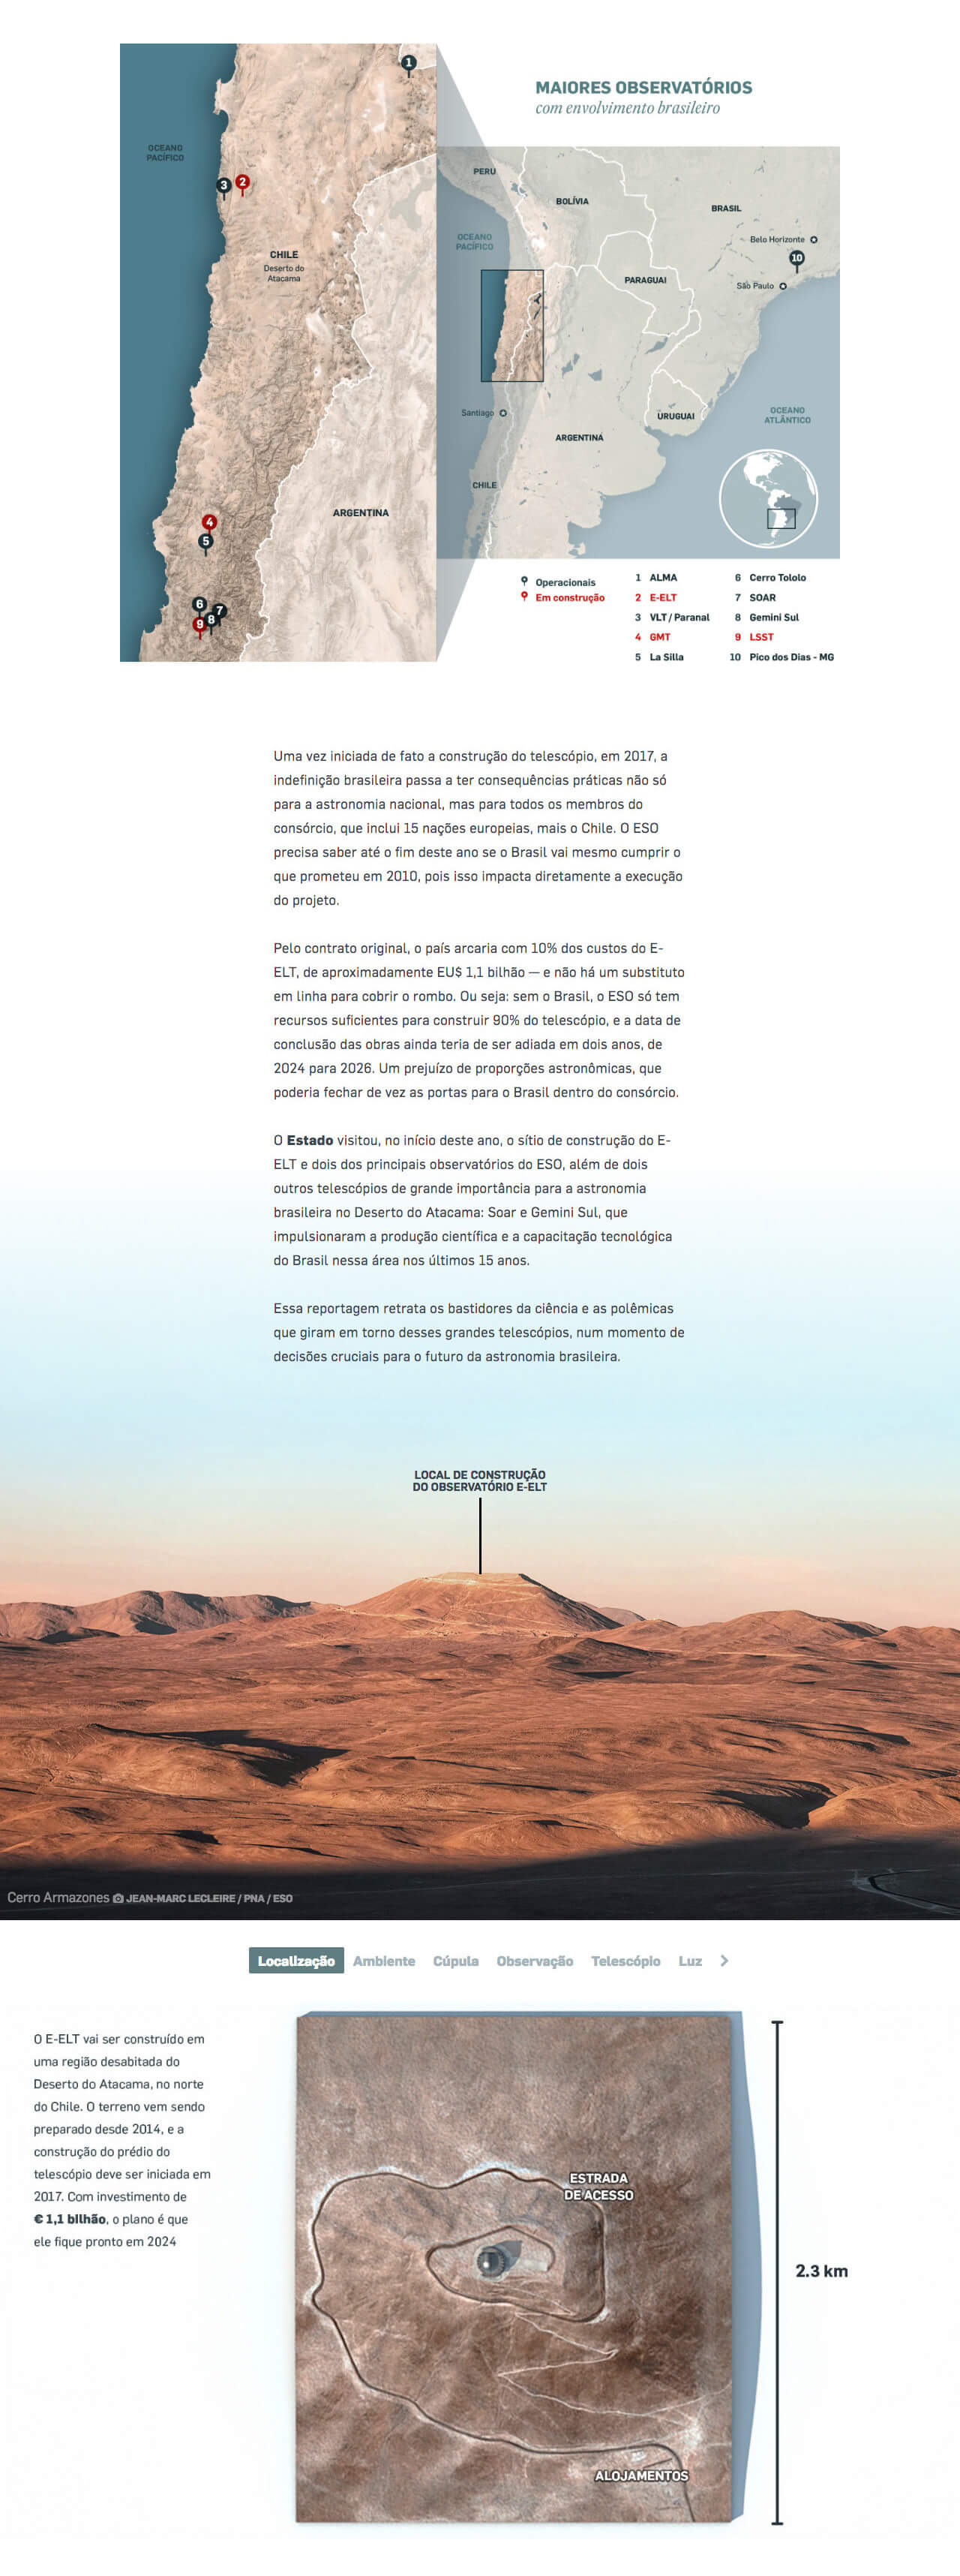 1
MAIORES OBSERVATÓRIOS
com envolvimento brasileiro
OCEANO
PACÍFICO
3
2
CHILE
Deserto do
Atacama
ARGENTINA
4
5
6
7
8
9
PERU
BOLÍVIA
BRASIL
OCEANO
PACÍFICO
Belo Horizonte
10
PARAGUAI
São Paulo
Santiago
URUGUAI
OCEANO
ATLÂNTICO
ARGENTINA
CHILE
Operacionais
Em construção
1 ALMA
2 E-ELT
3 VLT / Paranal
4 GMT
5 La Silla
6 Cerro Tololo
7 SOAR
8 Gemini Sul
9 LSST
10 Pico dos Dias - MG
Uma vez iniciada de fato a construção do telescópio, em 2017, a
indefinição brasileira passa a ter consequências práticas não só
para a astronomia nacional, mas para todos os membros do
consórcio, que inclui 15 nações europeias, mais o Chile. O ESO
precisa saber até o fim deste ano se o Brasil vai mesmo cumprir o
que prometeu em 2010, pois isso impacta diretamente a execução
do projeto.
Pelo contrato original, o país arcaria com 10% dos custos do E-
ELT, de aproximadamente EU$ 1,1 bilhão — e não há um substituto
em linha para cobrir o rombo. Ou seja: sem o Brasil, o ESO só tem
recursos suficientes para construir 90% do telescópio, e a data de
conclusão das obras ainda teria de ser adiada em dois anos, de
2024 para 2026. Um prejuízo de proporções astronômicas, que
poderia fechar de vez as portas para o Brasil dentro do consórcio.
O Estado visitou, no início deste ano, o sítio de construção do E-
ELT e dois dos principais observatórios do ESO, além de dois
outros telescópios de grande importância para a astronomia
brasileira no Deserto do Atacama: Soar e Gemini Sul, que
impulsionaram a produção científica e a capacitação tecnológica
do Brasil nessa área nos últimos 15 anos.
Essa reportagem retrata os bastidores da ciência e as polêmicas
que giram em torno desses grandes telescópios, num momento de
decisões cruciais para o futuro da astronomia brasileira.
LOCAL DE CONSTRUÇÃO
DO OBSERVATÓRIO E-ELT
Cerro Armazones JEAN-MARC LECLEIRE / PNA / ESO
Localização Ambiente Cúpula Observação Telescópio Luz
O E-ELT vai ser construído em
uma região desabitada do
Deserto do Atacama, no norte
do Chile. O terreno vem sendo
preparado desde 2014, e a
construção do prédio do
telescópio deve ser iniciada em
2017. Com investimento de
€ 1,1 bilhão, o plano é que
ele fique pronto em 2024
ESTRADA
DE ACESSO
2.3 km
ALOJAMENTOS